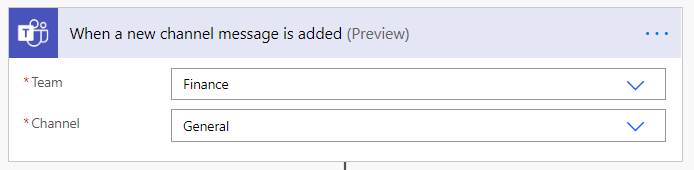 When a new channel message is added (Preview)
* Team Finance
* Channel General